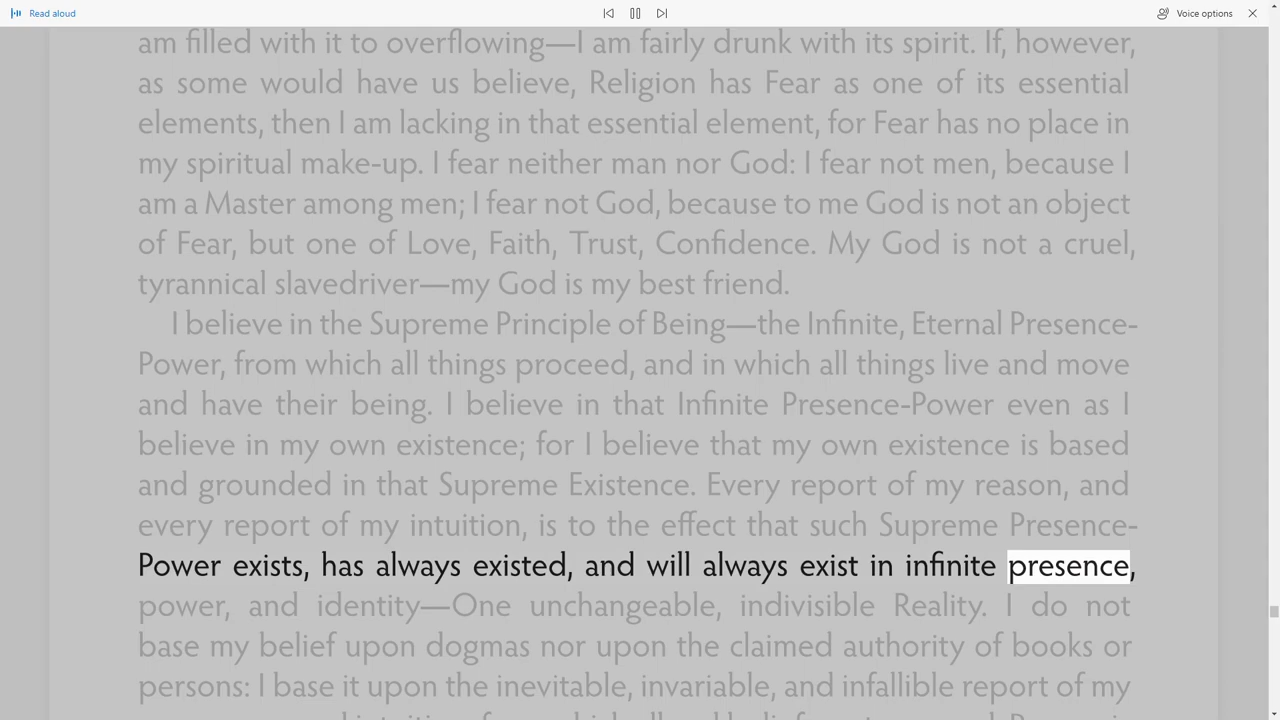 Read aloud
Voice options
am filled with it to overflowing—I am fairly drunk with its spirit. If, however,
as some would have us believe, Religion has Fear as one of its essential
elements, then I am lacking in that essential element, for Fear has no place in
my spiritual make-up. I fear neither man nor God: I fear not men, because I
am a Master among men; I fear not God, because to me God is not an object
of Fear, but one of Love, Faith, Trust, Confidence. My God is not a cruel,
tyrannical slavedriver—my God is my best friend.
I believe in the Supreme Principle of Being—the Infinite, Eternal Presence-
Power, from which all things proceed, and in which all things live and move
and have their being. I believe in that Infinite Presence-Power even as I
believe in my own existence; for I believe that my own existence is based
and grounded in that Supreme Existence. Every report of my reason, and
every report of my intuition, is to the effect that such Supreme Presence-
Power exists, has always existed, and will always exist in infinite presence,
power, and identity—One unchangeable, indivisible Reality. I do not
base my belief upon dogmas nor upon the claimed authority of books or
persons: I base it upon the inevitable, invariable, and infallible report of my